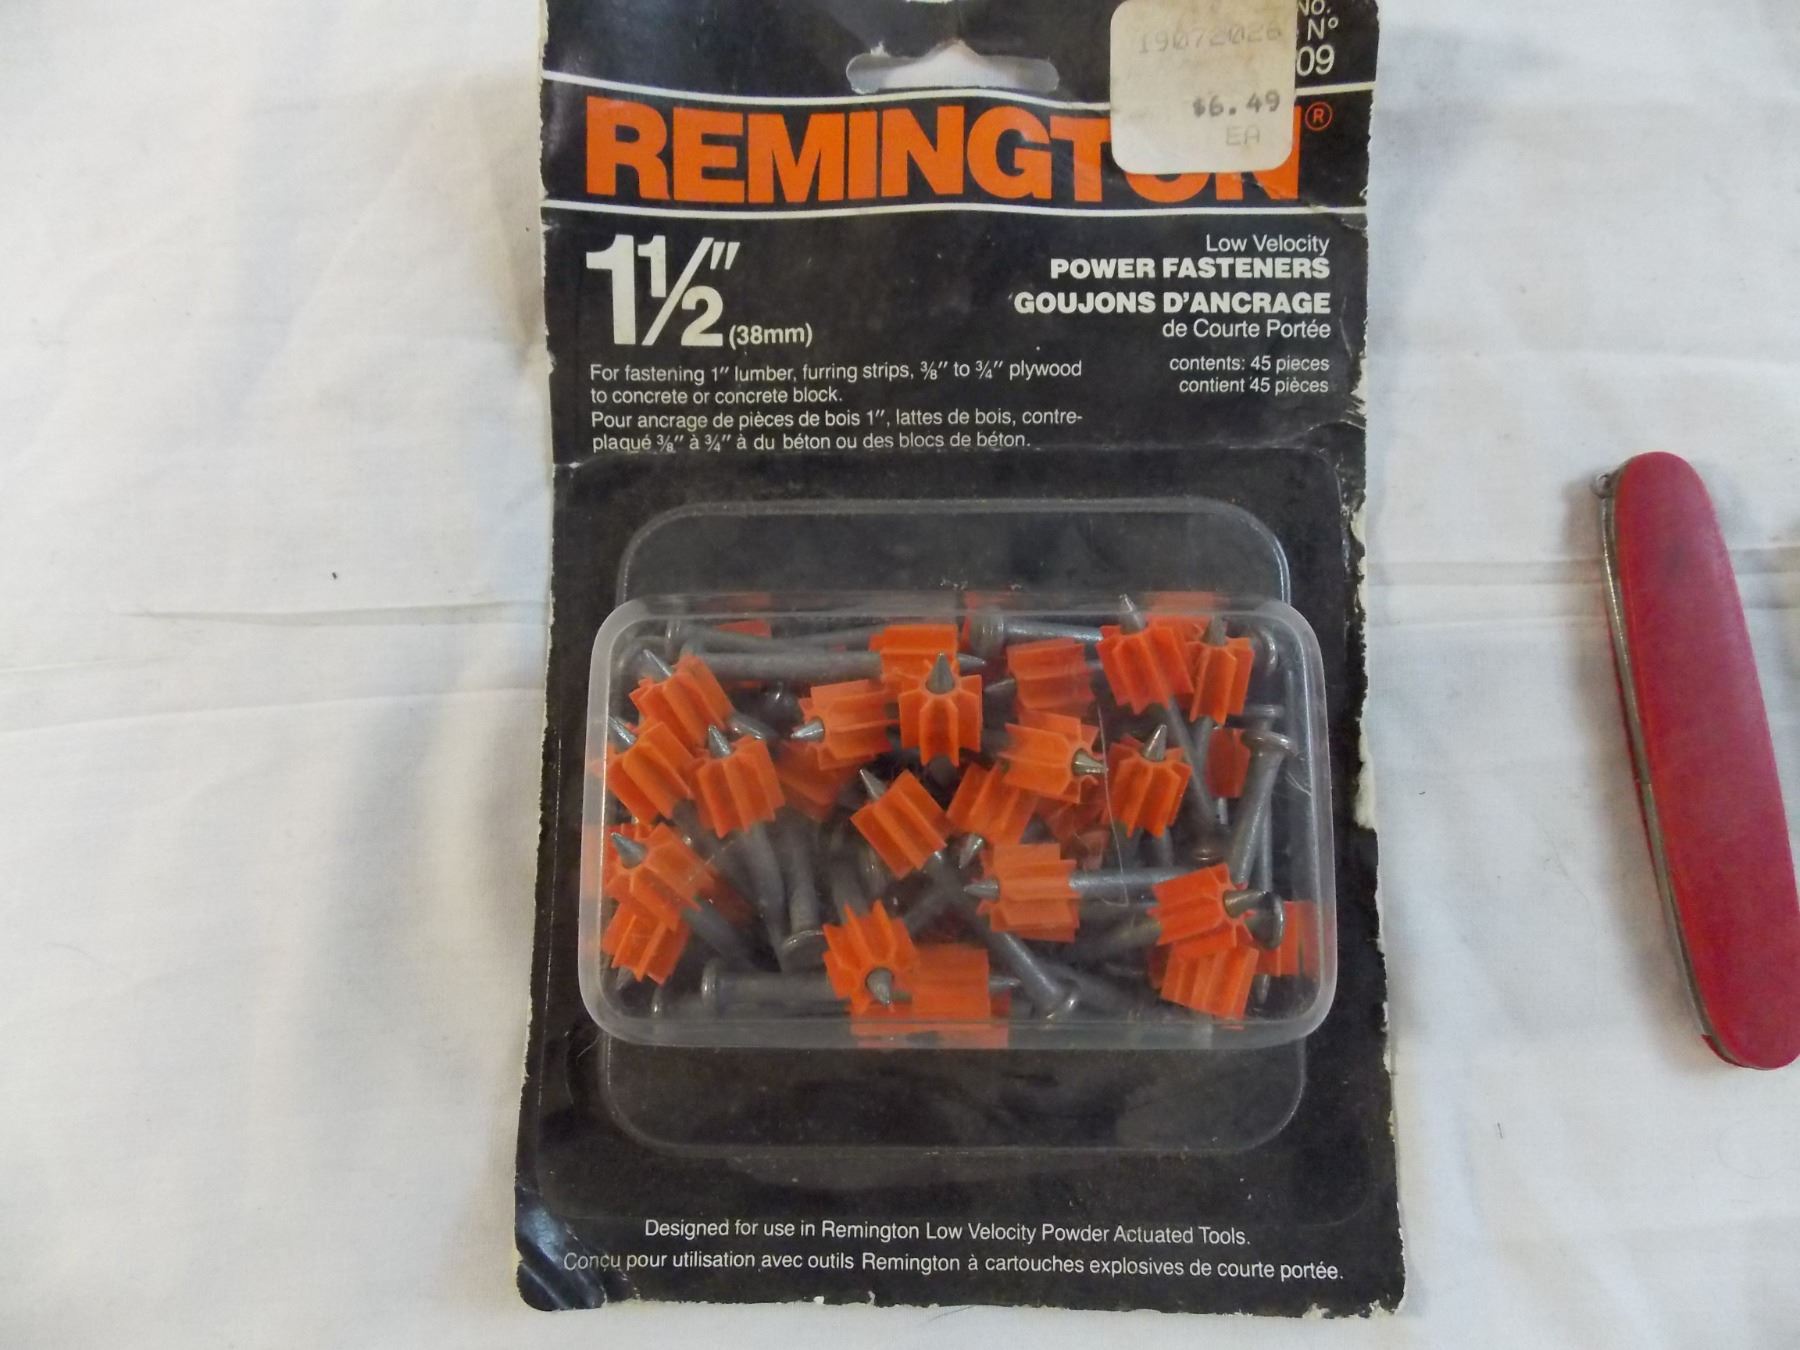 No.
N°
09
19072026
$6.49
EA
REMINGTON®
1½"
(38mm)
Low Velocity
POWER FASTENERS
GOUJONS D'ANCRAGE
de Courte Portée
contents: 45 pieces
contient 45 pièces
For fastening 1" lumber, furring strips, ⅜" to ¾" plywood
to concrete or concrete block.
Pour ancrage de pièces de bois 1", lattes de bois, contre-
plaqué ⅜" à ¾" à du béton ou des blocs de béton.
Designed for use in Remington Low Velocity Powder Actuated Tools.
Conçu pour utilisation avec outils Remington à cartouches explosives de courte portée.